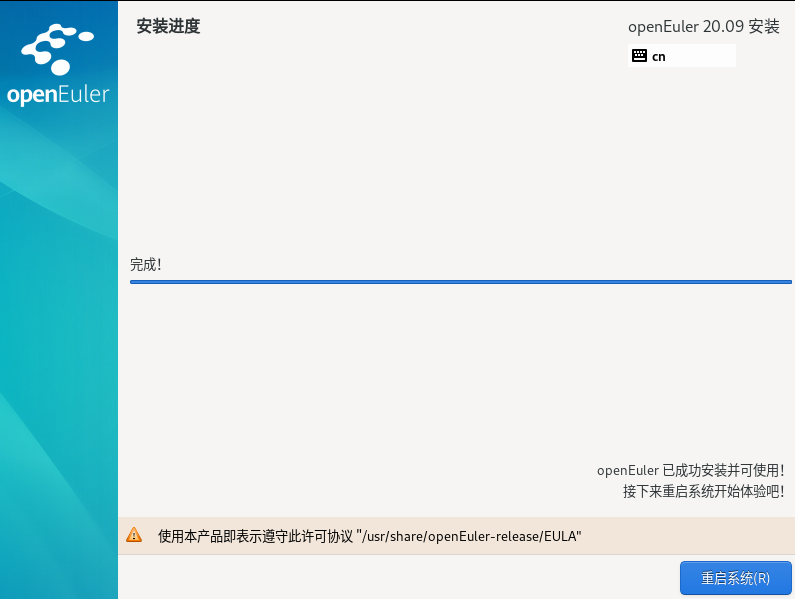 openEuler
安装进度
openEuler 20.09 安装
cn
完成！
openEuler 已成功安装并可使用！
接下来重启系统开始体验吧！
使用本产品即表示遵守此许可协议 "/usr/share/openEuler-release/EULA"
重启系统(R)